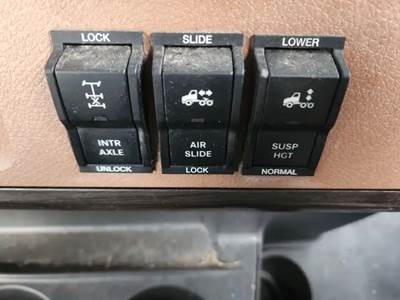 LOCK
INTR
AXLE
UNLOCK
SLIDE
AIR
SLIDE
LOCK
LOWER
SUSP
HGT
NORMAL